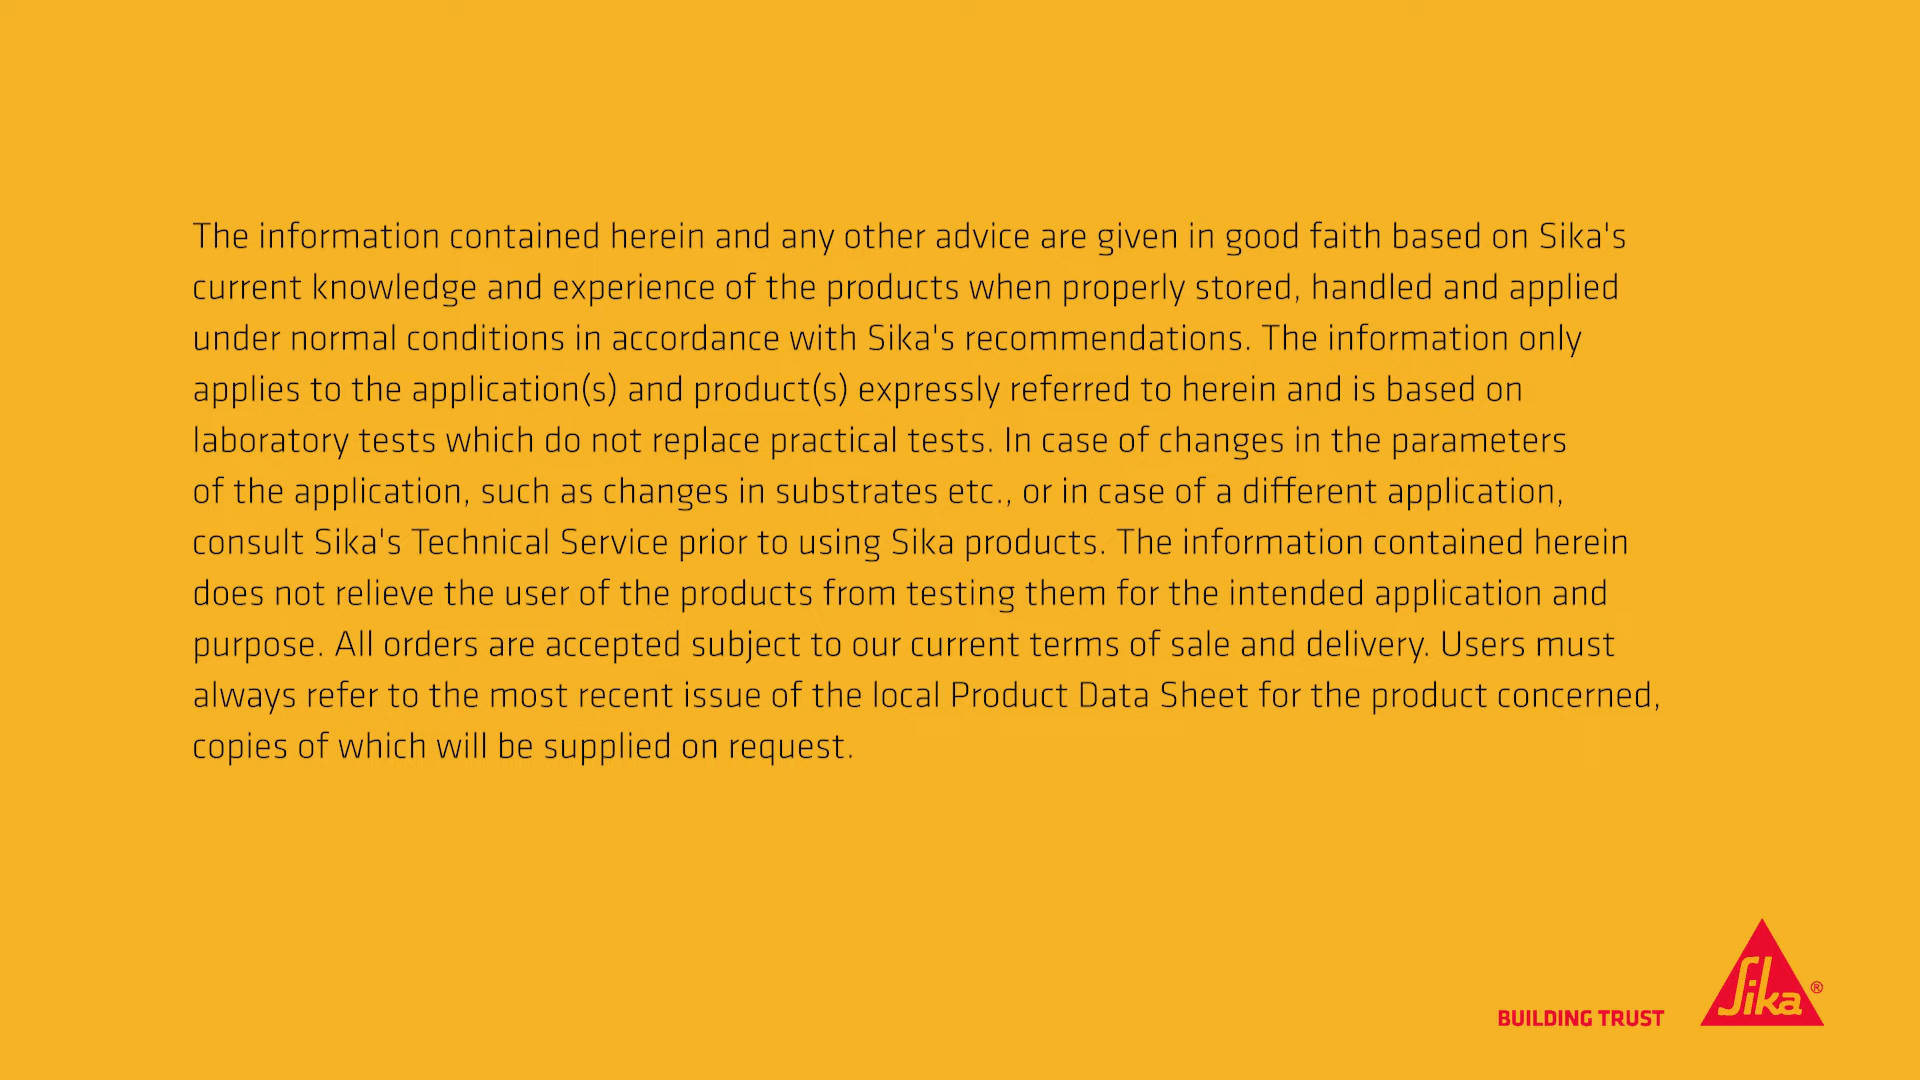 The information contained herein and any other advice are given in good faith based on Sika's
current knowledge and experience of the products when properly stored, handled and applied
under normal conditions in accordance with Sika's recommendations. The information only
applies to the application(s) and product(s) expressly referred to herein and is based on
laboratory tests which do not replace practical tests. In case of changes in the parameters
of the application, such as changes in substrates etc., or in case of a different application,
consult Sika's Technical Service prior to using Sika products. The information contained herein
does not relieve the user of the products from testing them for the intended application and
purpose. All orders are accepted subject to our current terms of sale and delivery. Users must
always refer to the most recent issue of the local Product Data Sheet for the product concerned,
copies of which will be supplied on request.
BUILDING TRUST
Sika®